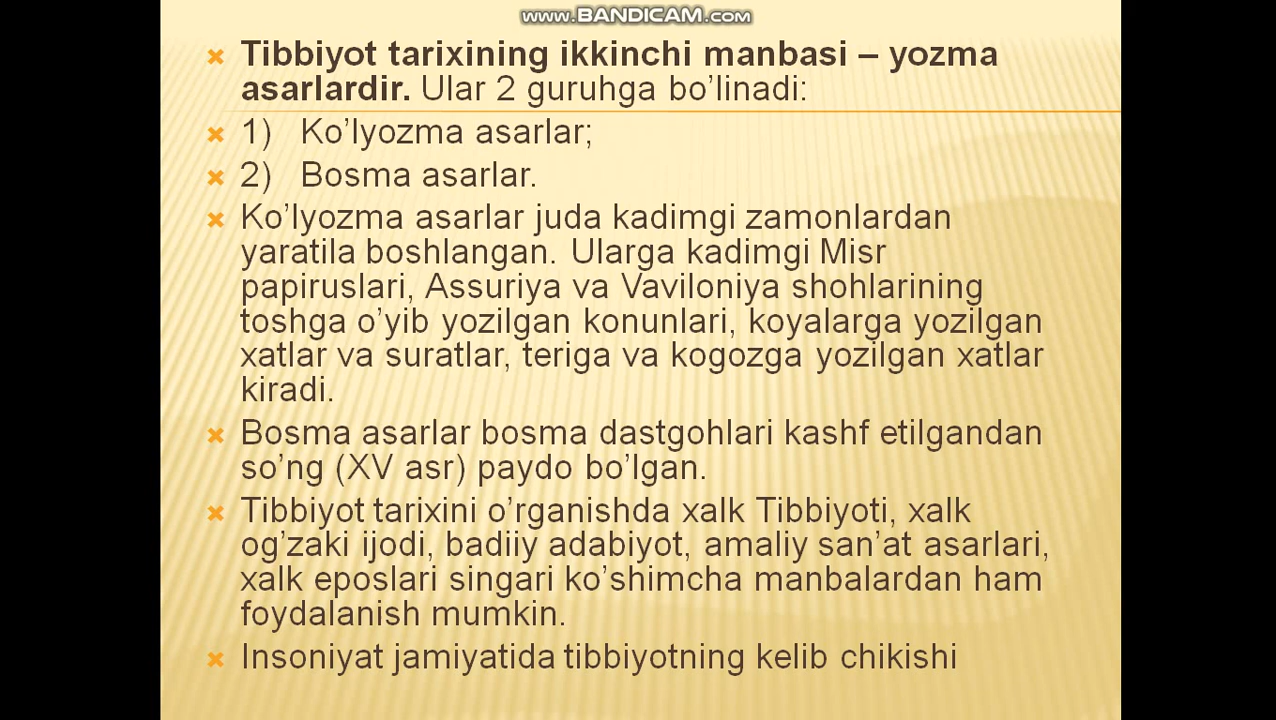 www.BANDICAM.com
× Tibbiyot tarixining ikkinchi manbasi – yozma
asarlardir. Ular 2 guruhga bo’linadi:
× 1) Ko’lyozma asarlar;
× 2) Bosma asarlar.
× Ko’lyozma asarlar juda kadimgi zamonlardan
yaratila boshlangan. Ularga kadimgi Misr
papiruslari, Assuriya va Vaviloniya shohlarining
toshga o’yib yozilgan konunlari, koyalarga yozilgan
xatlar va suratlar, teriga va kogozga yozilgan xatlar
kiradi.
× Bosma asarlar bosma dastgohlari kashf etilgandan
so’ng (XV asr) paydo bo’lgan.
× Tibbiyot tarixini o’rganishda xalk Tibbiyoti, xalk
og’zaki ijodi, badiiy adabiyot, amaliy san’at asarlari,
xalk eposlari singari ko’shimcha manbalardan ham
foydalanish mumkin.
× Insoniyat jamiyatida tibbiyotning kelib chikishi